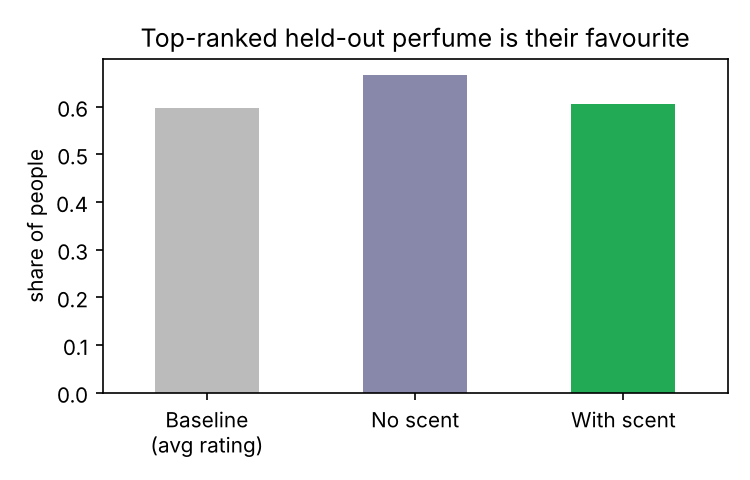 Top-ranked held-out perfume is their favourite
share of people
0.6
0.5
0.4
0.3
0.2
0.1
0.0
Baseline
(avg rating)
No scent
With scent